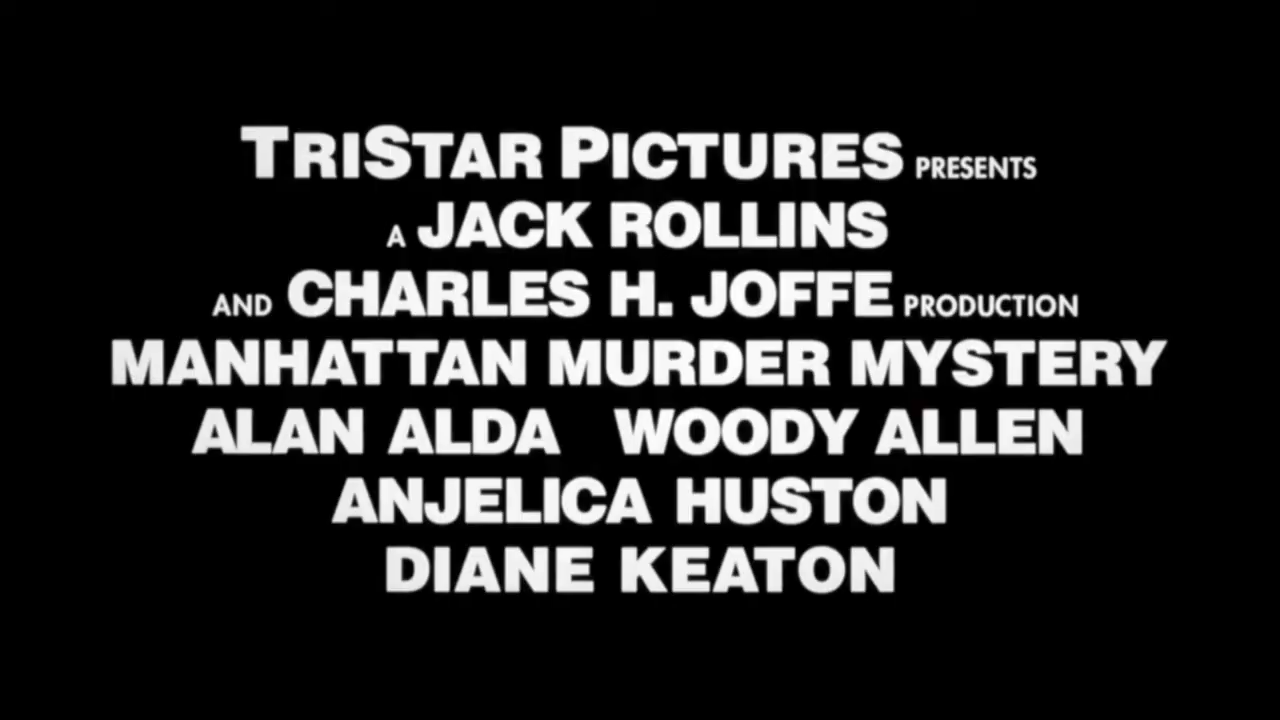 TRISTAR PICTURES PRESENTS
A JACK ROLLINS
AND CHARLES H. JOFFE PRODUCTION
MANHATTAN MURDER MYSTERY
ALAN ALDA WOODY ALLEN
ANJELICA HUSTON
DIANE KEATON